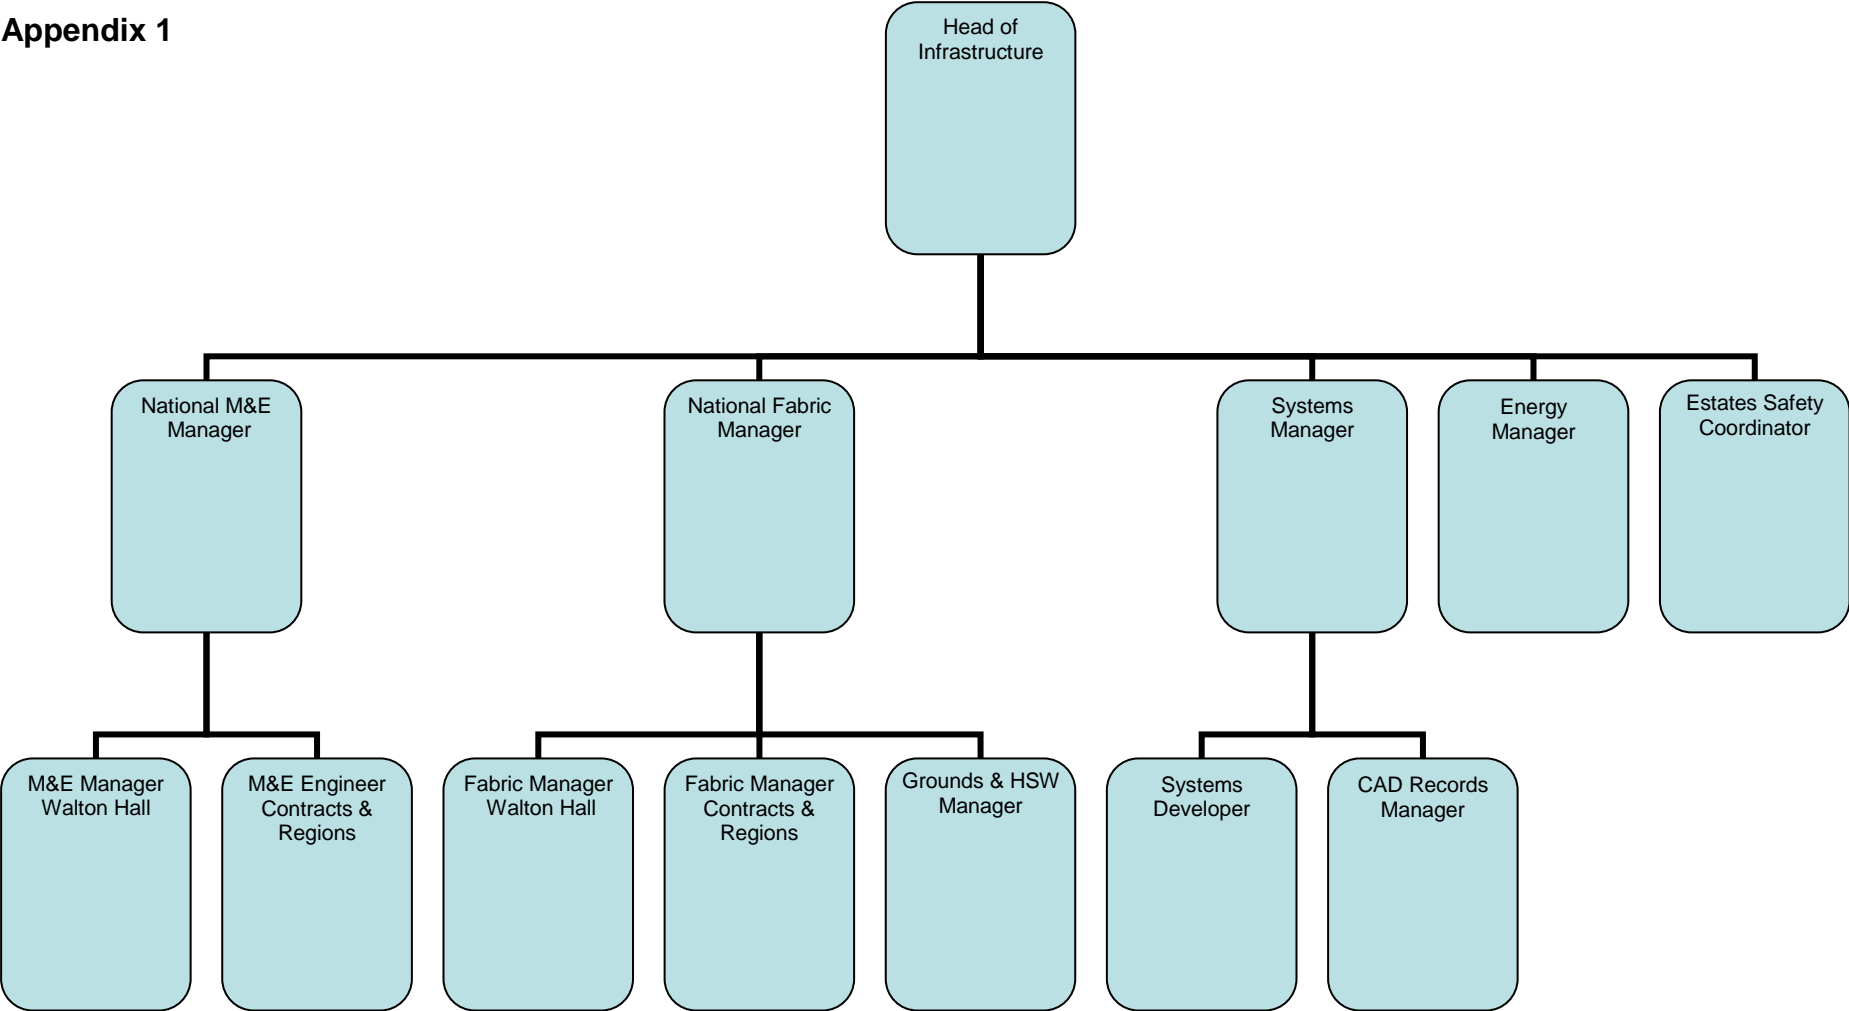 Appendix 1
Head of
Infrastructure
National M&E
Manager
National Fabric
Manager
Systems
Manager
Energy
Manager
Estates Safety
Coordinator
M&E Manager
Walton Hall
M&E Engineer
Contracts &
Regions
Fabric Manager
Walton Hall
Fabric Manager
Contracts &
Regions
Grounds & HSW
Manager
Systems
Developer
CAD Records
Manager